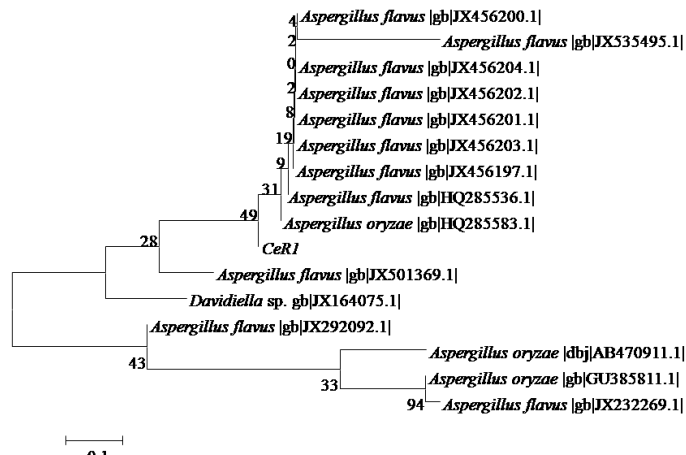 4
Aspergillus flavus |gb|JX456200.1|
2
Aspergillus flavus |gb|JX535495.1|
0
Aspergillus flavus |gb|JX456204.1|
2
Aspergillus flavus |gb|JX456202.1|
8
Aspergillus flavus |gb|JX456201.1|
19
Aspergillus flavus |gb|JX456203.1|
9
Aspergillus flavus |gb|JX456197.1|
31
Aspergillus flavus |gb|HQ285536.1|
49
Aspergillus oryzae |gb|HQ285583.1|
28
CeR1
Aspergillus flavus |gb|JX501369.1|
Davidiella sp. gb|JX164075.1|
Aspergillus flavus |gb|JX292092.1|
43
Aspergillus oryzae |dbj|AB470911.1|
33
Aspergillus oryzae |gb|GU385811.1|
94
Aspergillus flavus |gb|JX232269.1|
0.1